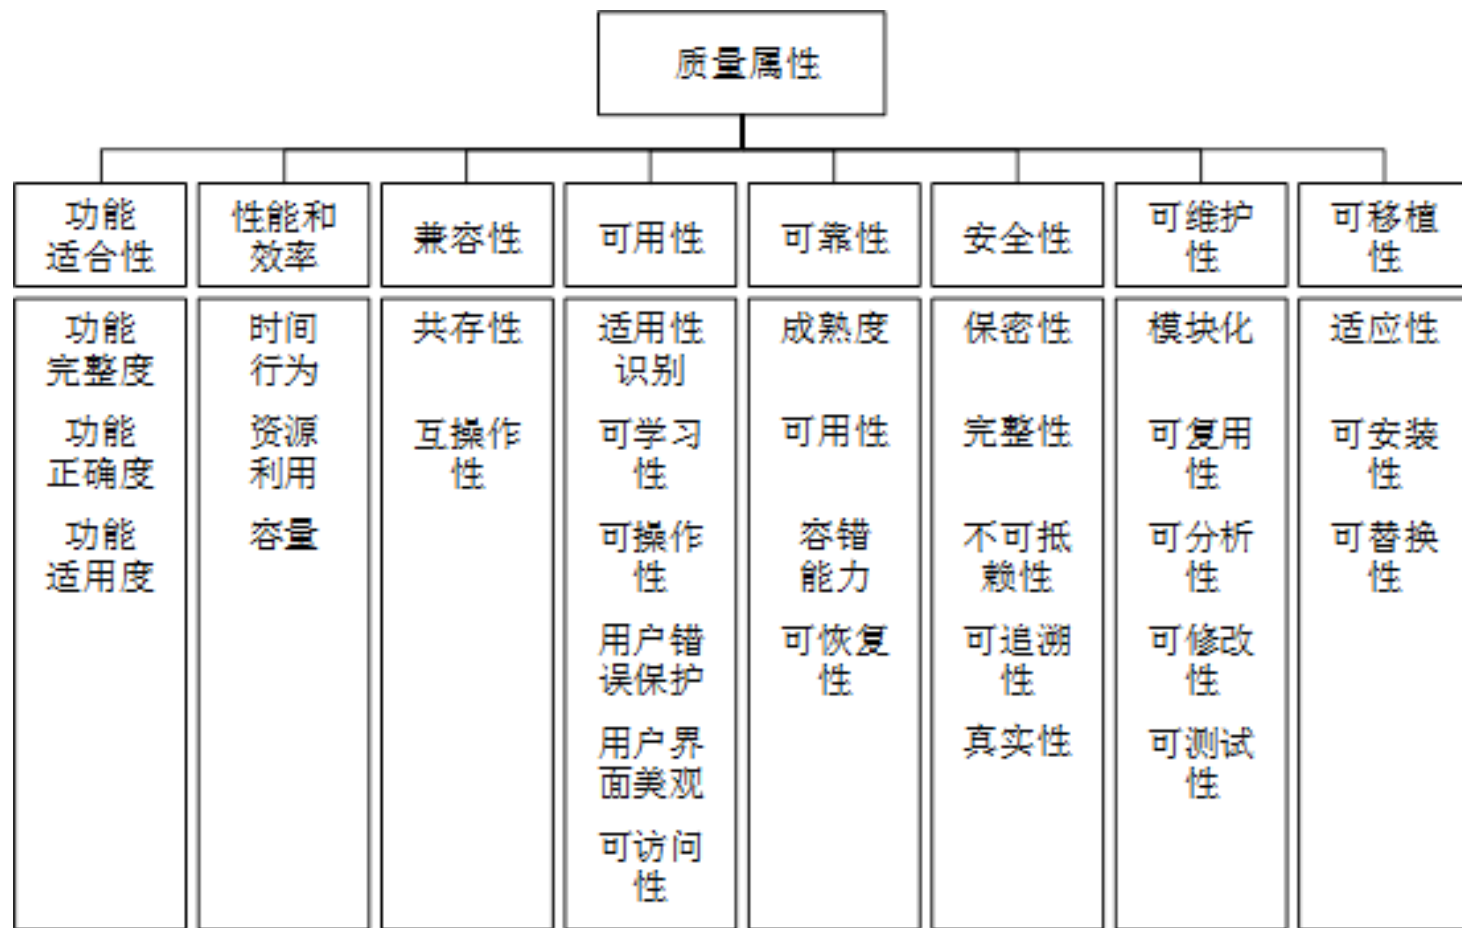 质量属性
功能
适合性
性能和
效率
兼容性
可用性
可靠性
安全性
可维护
性
可移植
性
功能
完整度
功能
正确度
功能
适用度
时间
行为
资源
利用
容量
共存性
互操作
性
适用性
识别
可学习
性
可操作
性
用户错
误保护
用户界
面美观
可访问
性
成熟度
可用性
容错
能力
可恢复
性
保密性
完整性
不可抵
赖性
可追溯
性
真实性
模块化
可复用
性
可分析
性
可修改
性
可测试
性
适应性
可安装
性
可替换
性